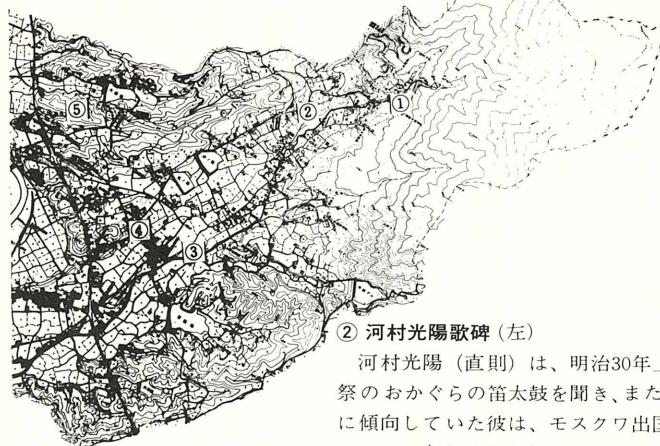 ①
②
⑤
④
③
② 河村光陽歌碑（左）
河村光陽（直則）は、明治30年
祭のおかぐらの笛太鼓を聞き、また
に傾向していた彼は、モスクワ出国